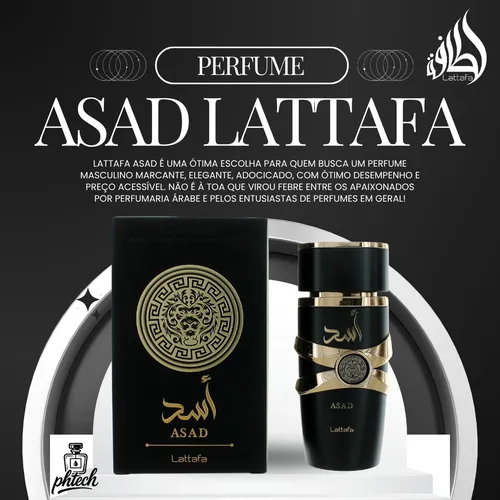 لطافة
Lattafa
PERFUME
ASAD LATTAFA
LATTAFA ASAD É UMA ÓTIMA ESCOLHA PARA QUEM BUSCA UM PERFUME
MASCULINO MARCANTE, ELEGANTE, ADOCICADO, COM ÓTIMO DESEMPENHO E
PREÇO ACESSÍVEL. NÃO É À TOA QUE VIROU FEBRE ENTRE OS APAIXONADOS
POR PERFUMARIA ÁRABE E PELOS ENTUSIASTAS DE PERFUMES EM GERAL!
أسد
ASAD
Lattafa
أسد
ASAD
Lattafa
phtech